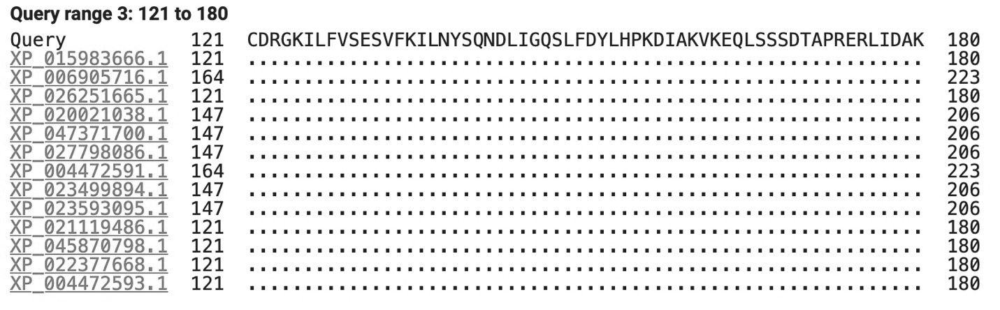 Query range 3: 121 to 180
Query 121 CDRGKILFVSESVFKILNYSQNDLIGQSLFDYLHPKDIAKVKEQLSSSDTAPRERLIDAK 180
XP_015983666.1 121 ............................................................ 180
XP_006905716.1 164 ............................................................ 223
XP_026251665.1 121 ............................................................ 180
XP_020021038.1 147 ............................................................ 206
XP_047371700.1 147 ............................................................ 206
XP_027798086.1 147 ............................................................ 206
XP_004472591.1 164 ............................................................ 223
XP_023499894.1 147 ............................................................ 206
XP_023593095.1 147 ............................................................ 206
XP_021119486.1 121 ............................................................ 180
XP_045870798.1 121 ............................................................ 180
XP_022377668.1 121 ............................................................ 180
XP_004472593.1 121 ............................................................ 180